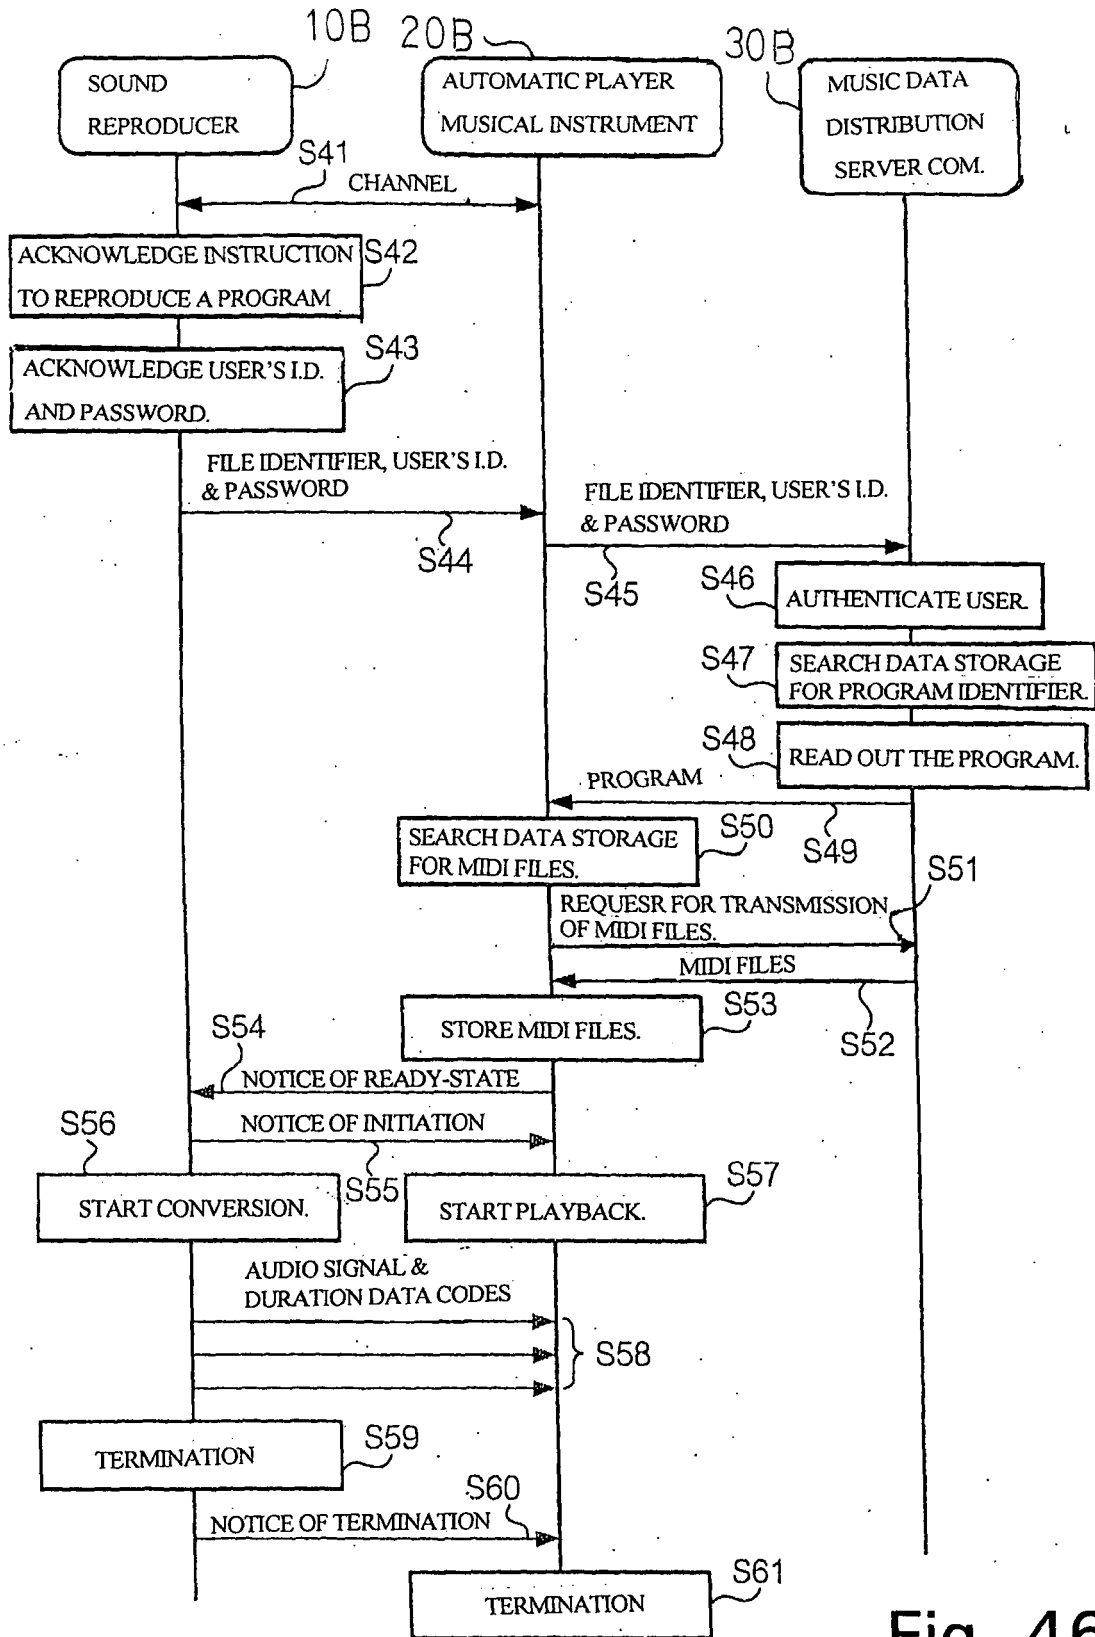 10B
20B
30B
SOUND
REPRODUCER
AUTOMATIC PLAYER
MUSICAL INSTRUMENT
MUSIC DATA
DISTRIBUTION
SERVER COM.
S41
CHANNEL
ACKNOWLEDGE INSTRUCTION
TO REPRODUCE A PROGRAM
S42
ACKNOWLEDGE USER'S I.D.
AND PASSWORD.
S43
FILE IDENTIFIER, USER'S I.D.
& PASSWORD
S44
FILE IDENTIFIER, USER'S I.D.
& PASSWORD
S45
S46
AUTHENTICATE USER.
S47
SEARCH DATA STORAGE
FOR PROGRAM IDENTIFIER.
S48
READ OUT THE PROGRAM.
PROGRAM
S49
SEARCH DATA STORAGE
FOR MIDI FILES.
S50
S51
REQUESR FOR TRANSMISSION
OF MIDI FILES.
MIDI FILES
S52
STORE MIDI FILES.
S53
S54
NOTICE OF READY-STATE
NOTICE OF INITIATION
S55
S56
START CONVERSION.
START PLAYBACK.
S57
AUDIO SIGNAL &
DURATION DATA CODES
S58
TERMINATION
S59
S60
NOTICE OF TERMINATION
S61
TERMINATION
Fig. 46